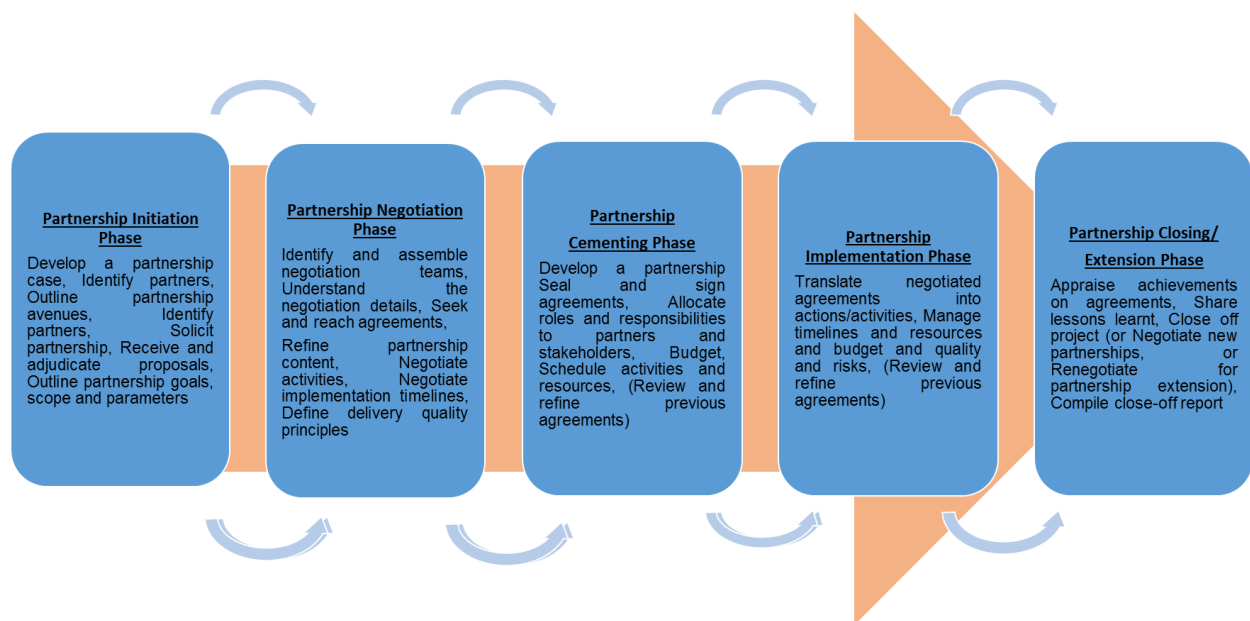 Partnership Initiation
Phase
Develop a partnership
case, Identify partners,
Outline partnership
avenues, Identify
partners, Solicit
partnership, Receive and
adjudicate proposals,
Outline partnership goals,
scope and parameters
Partnership Negotiation
Phase
Identify and assemble
negotiation teams,
Understand the
negotiation details, Seek
and reach agreements,
Refine partnership
content, Negotiate
activities, Negotiate
implementation timelines,
Define delivery quality
principles
Partnership
Cementing Phase
Develop a partnership
Seal and sign
agreements, Allocate
roles and responsibilities
to partners and
stakeholders, Budget,
Schedule activities and
resources, (Review and
refine previous
agreements)
Partnership
Implementation Phase
Translate negotiated
agreements into
actions/activities, Manage
timelines and resources
and budget and quality
and risks, (Review and
refine previous
agreements)
Partnership Closing/
Extension Phase
Appraise achievements
on agreements, Share
lessons learnt, Close off
project (or Negotiate new
partnerships, or
Renegotiate for
partnership extension),
Compile close-off report